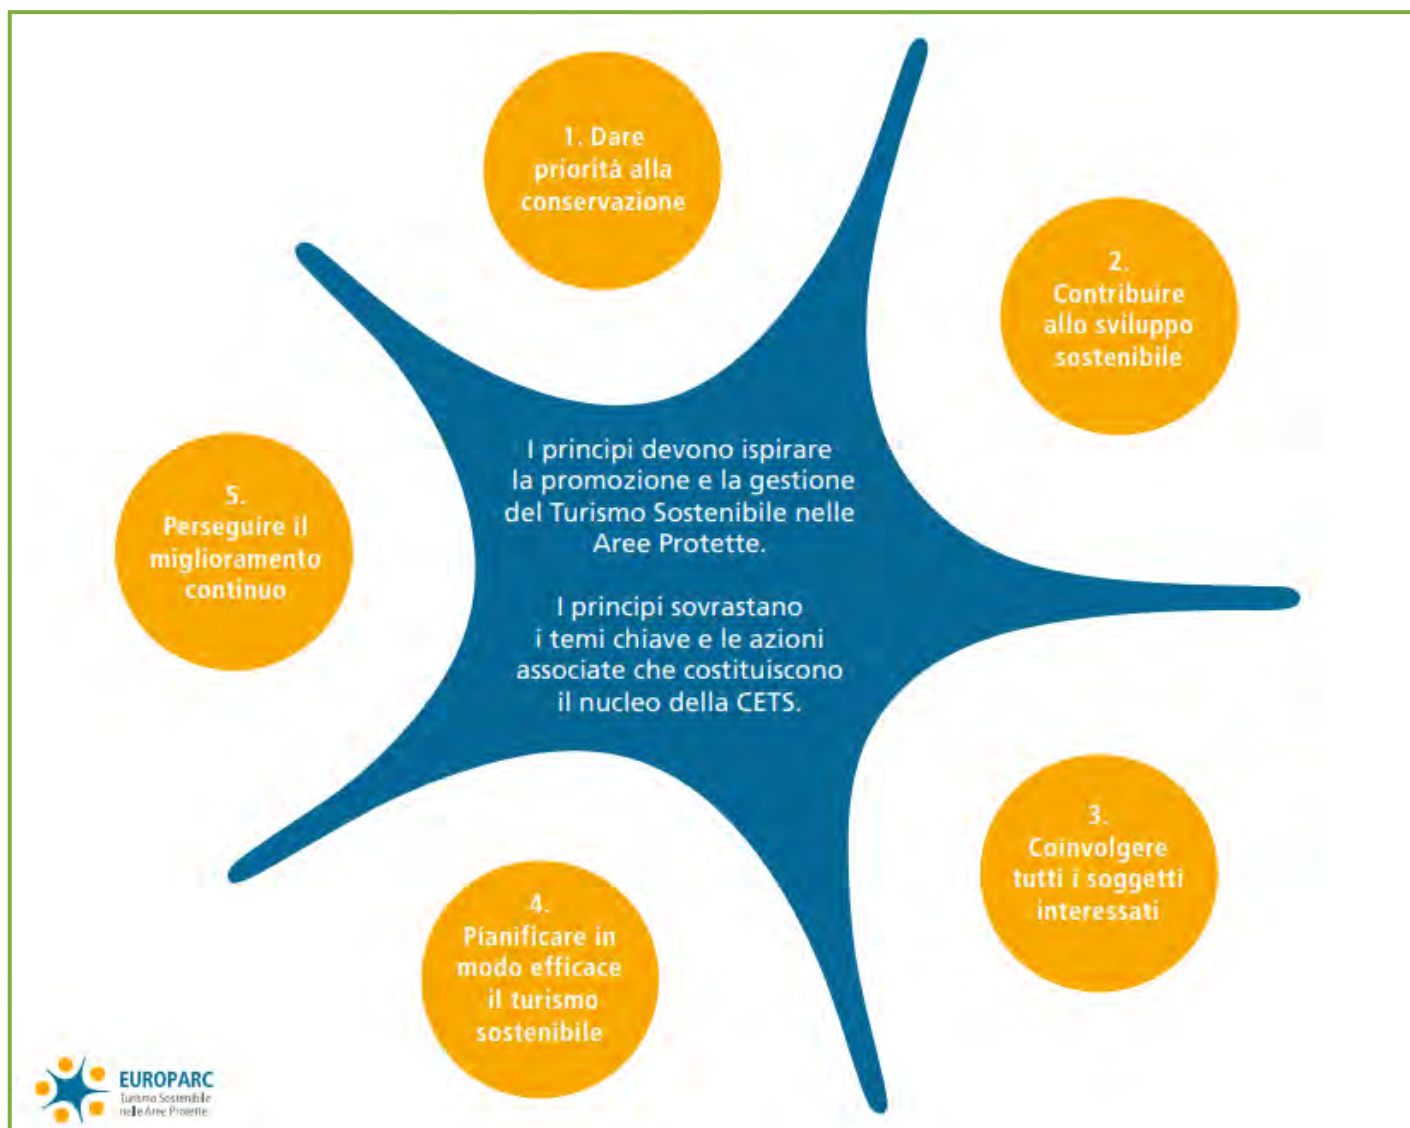 1. Dare
priorità alla
conservazione
2.
Contribuire
allo sviluppo
sostenibile
I principi devono ispirare
la promozione e la gestione
del Turismo Sostenibile nelle
Aree Protette.
I principi sovrastano
i temi chiave e le azioni
associate che costituiscono
il nucleo della CETS.
5.
Perseguire il
miglioramento
continuo
3.
Coinvolgere
tutti i soggetti
interessati
4.
Pianificare in
modo efficace
il turismo
sostenibile
EUROPARC
Turismo Sostenibile
nelle Aree Protette